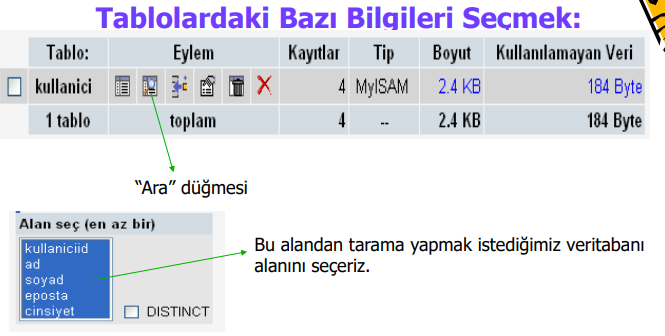 Tablolardaki Bazı Bilgileri Seçmek:
Tablo: Eylem Kayıtlar Tip Boyut Kullanılamayan Veri
kullanici 4 MyISAM 2.4 KB 184 Byte
1 tablo toplam 4 -- 2.4 KB 184 Byte
“Ara” düğmesi
Alan seç (en az bir)
kullaniciid
ad
soyad
eposta
cinsiyet
DISTINCT
Bu alandan tarama yapmak istediğimiz veritabanı
alanını seçeriz.